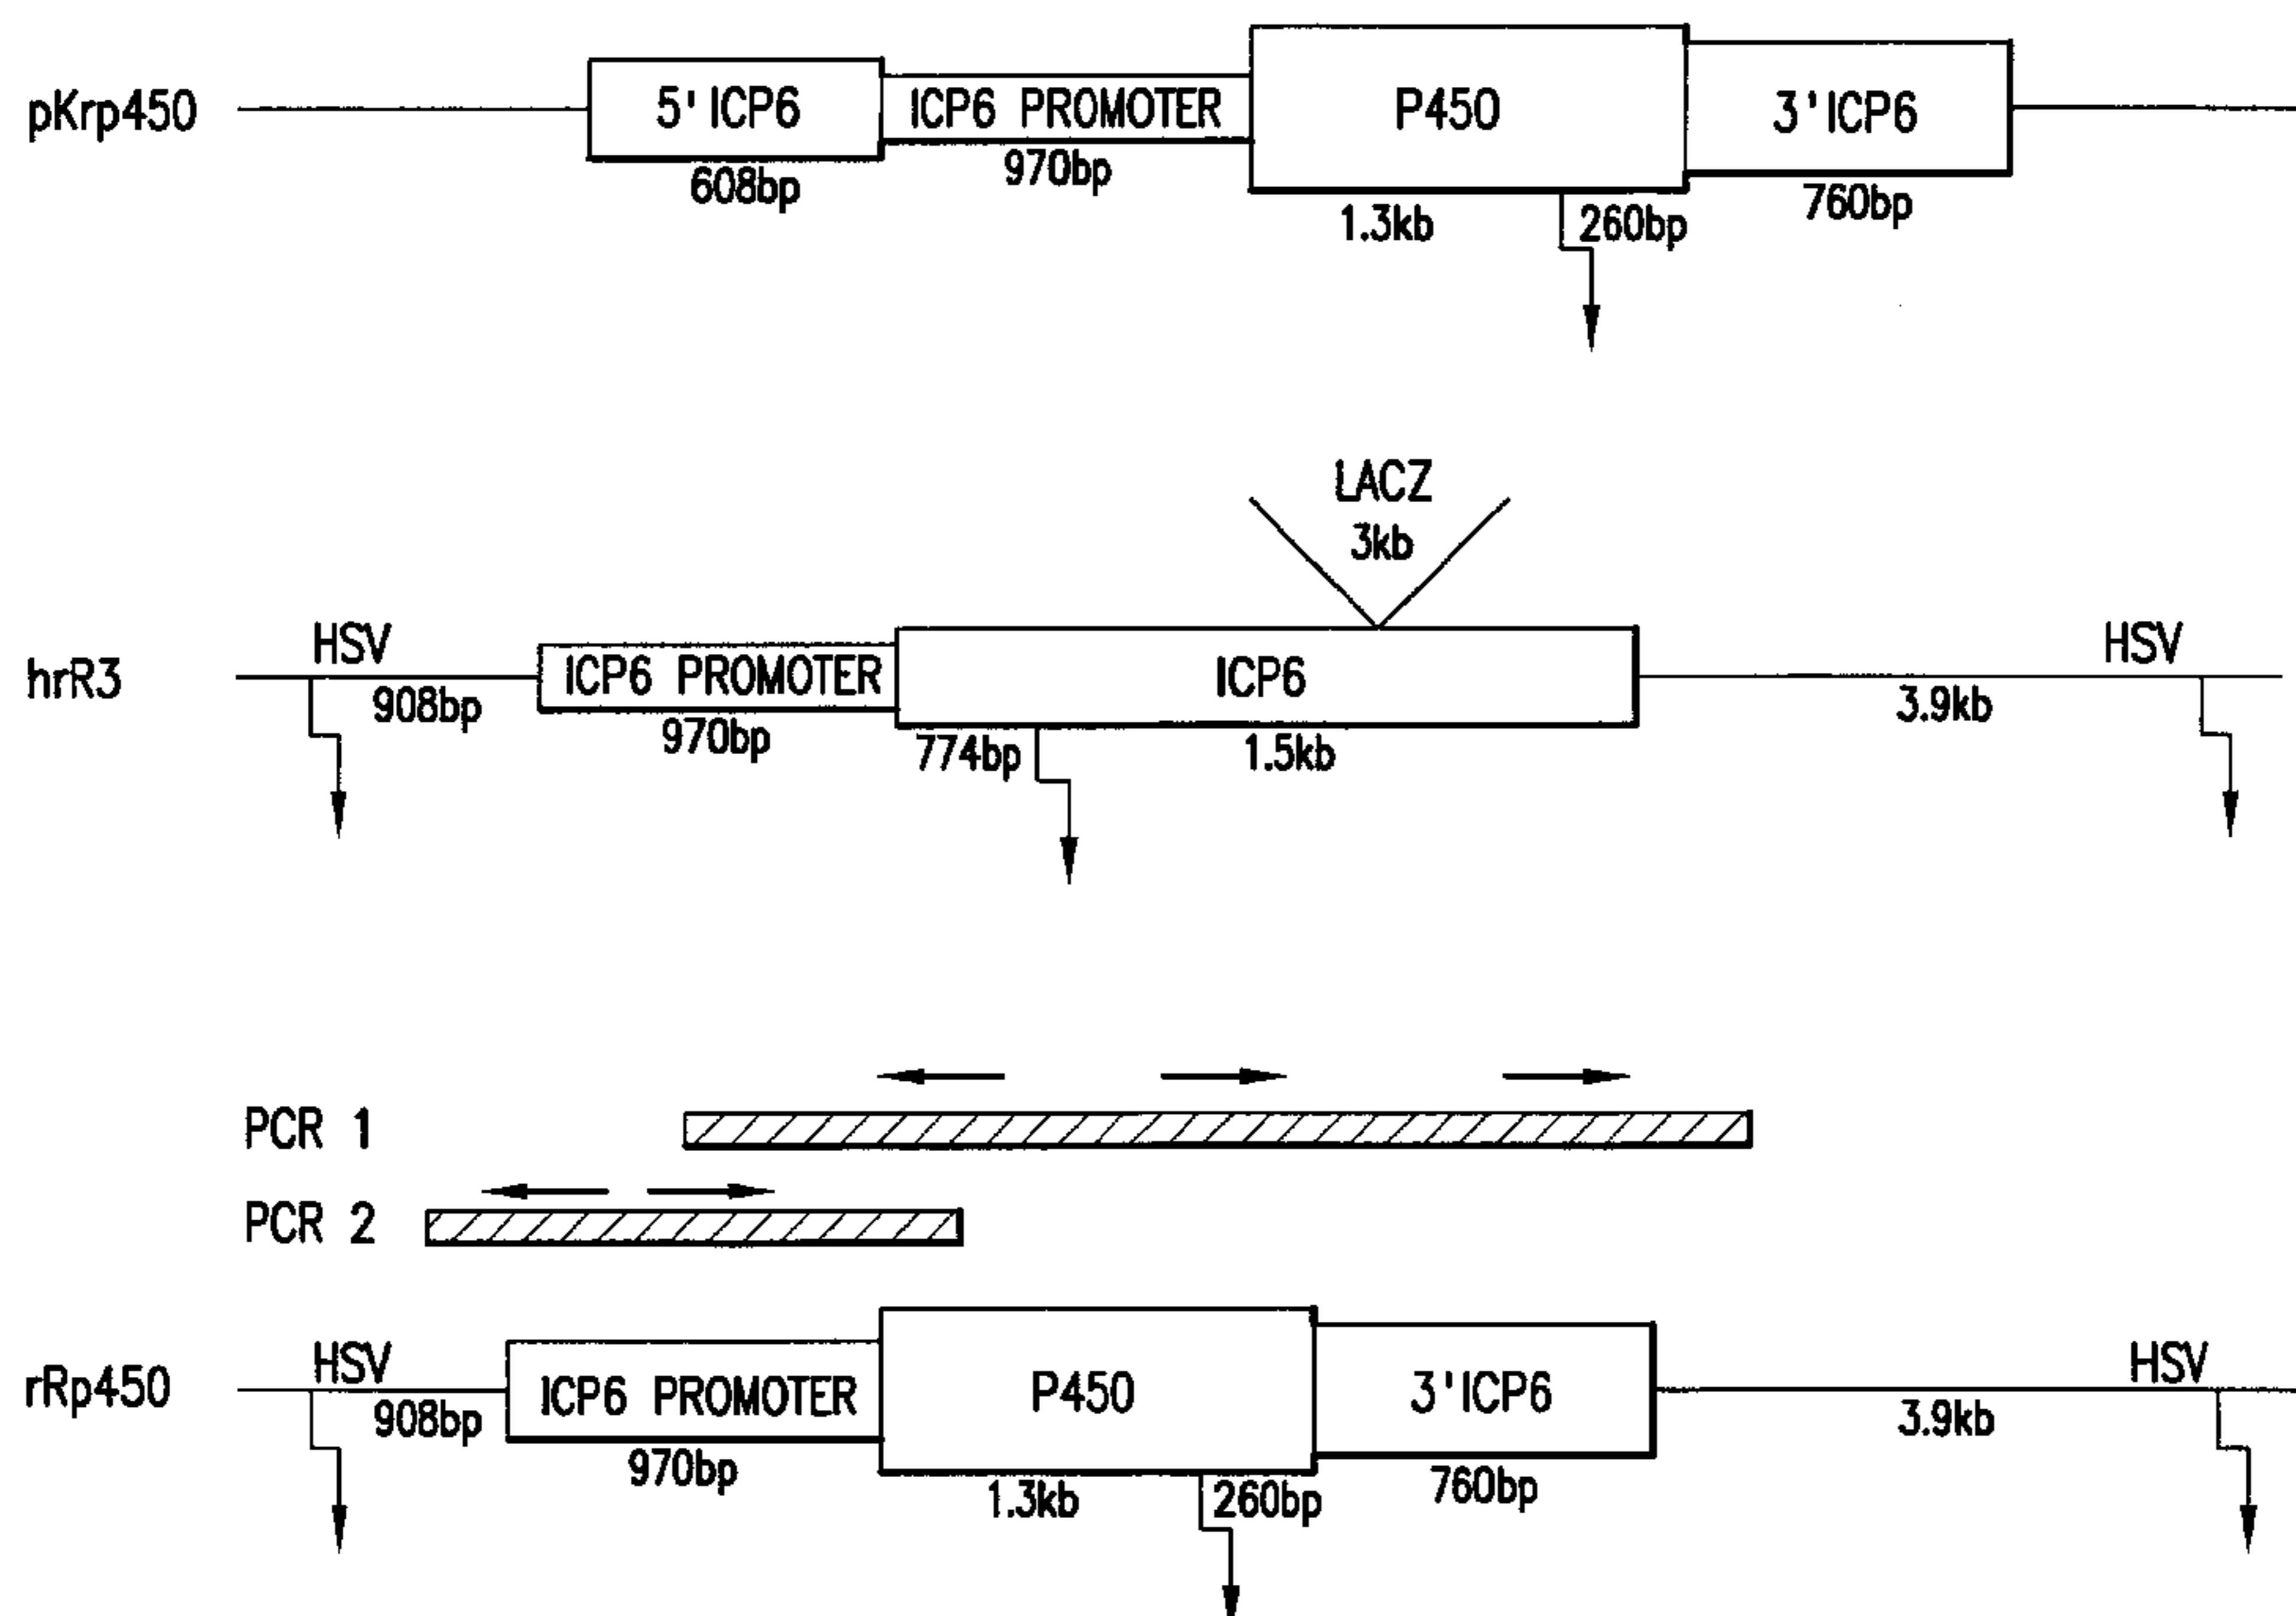 pKrp450
5' ICP6
ICP6 PROMOTER
P450
3'ICP6
608bp
970bp
1.3kb
260bp
760bp
LACZ
3kb
hrR3
HSV
908bp
ICP6 PROMOTER
970bp
ICP6
774bp
1.5kb
3.9kb
HSV
PCR 1
PCR 2
rRp450
HSV
908bp
ICP6 PROMOTER
970bp
P450
1.3kb
260bp
3'ICP6
760bp
3.9kb
HSV